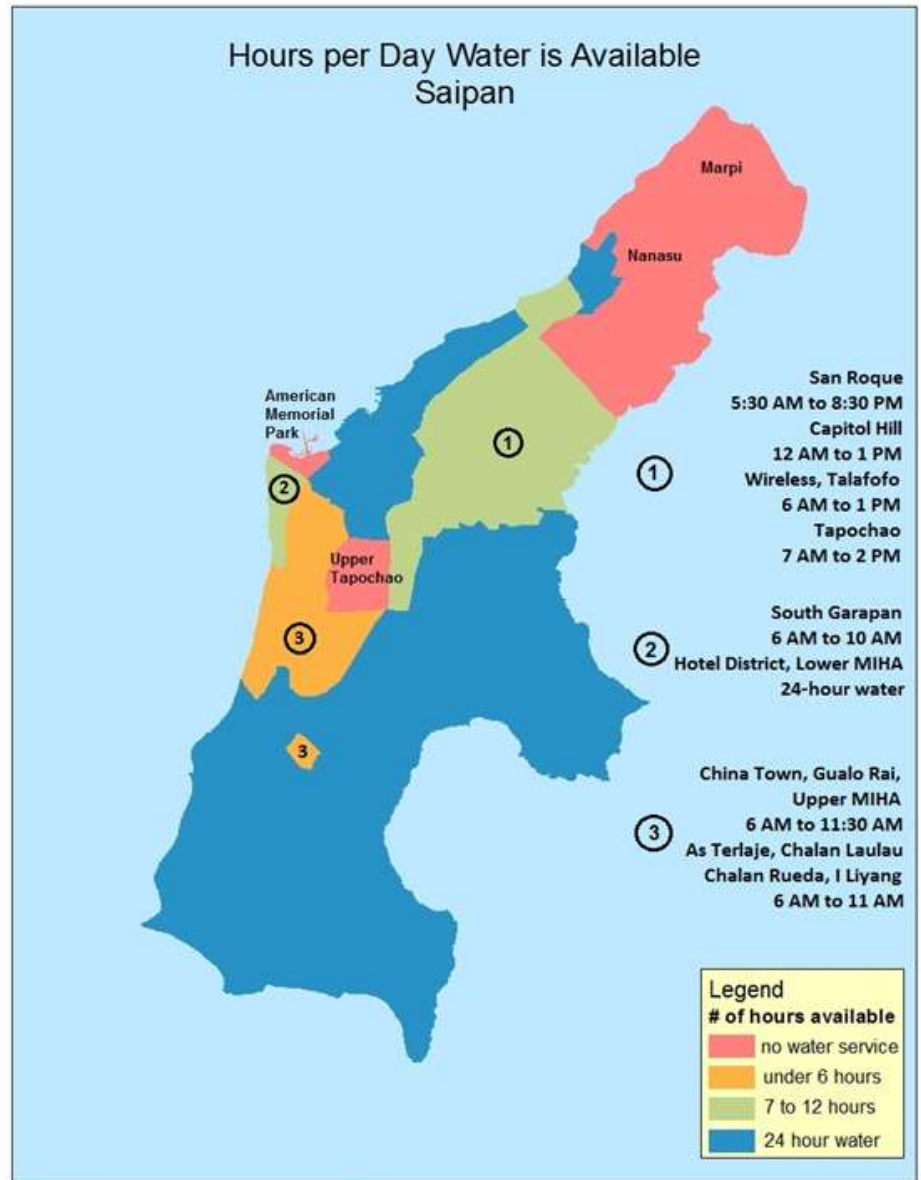 Hours per Day Water is Available
Saipan
Marpi
Nanasu
American
Memorial
Park
1
2
Upper
Tapochao
3
3
San Roque
5:30 AM to 8:30 PM
Capitol Hill
12 AM to 1 PM
1
Wireless, Talafofo
6 AM to 1 PM
Tapochao
7 AM to 2 PM
South Garapan
6 AM to 10 AM
2
Hotel District, Lower MIHA
24-hour water
China Town, Gualo Rai,
Upper MIHA
6 AM to 11:30 AM
3
As Terlaje, Chalan Laulau
Chalan Rueda, I Liyang
6 AM to 11 AM
Legend
# of hours available
no water service
under 6 hours
7 to 12 hours
24 hour water